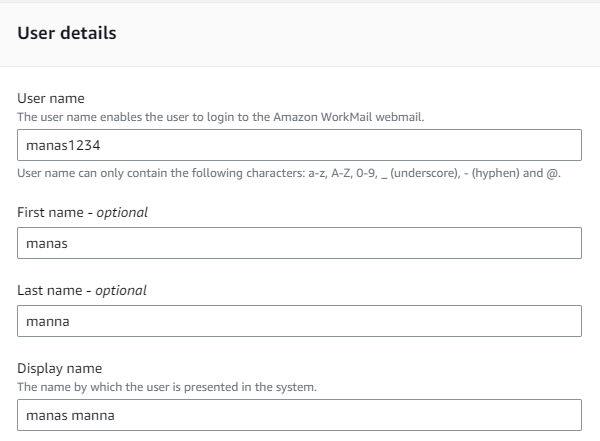 User details
User name
The user name enables the user to login to the Amazon WorkMail webmail.
manas1234
User name can only contain the following characters: a-z, A-Z, 0-9, _ (underscore), - (hyphen) and @.
First name - optional
manas
Last name - optional
manna
Display name
The name by which the user is presented in the system.
manas manna